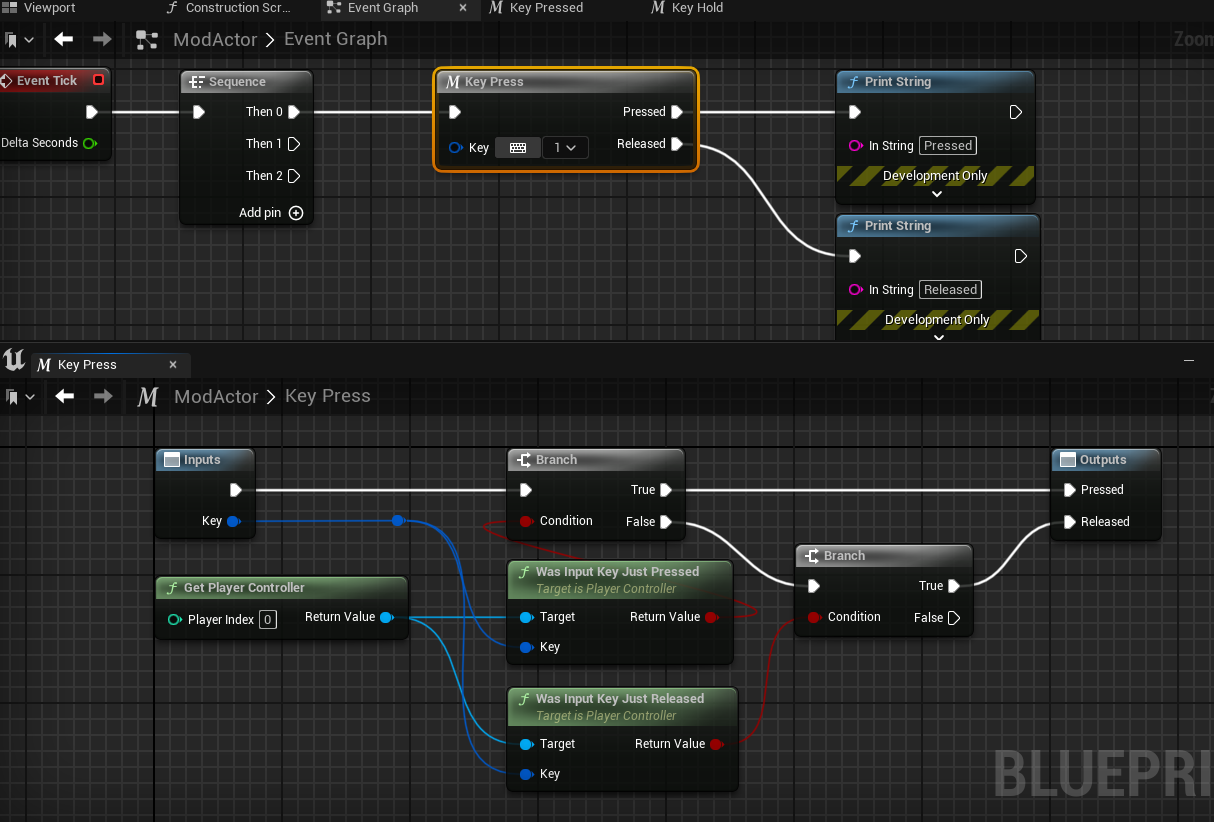 Viewport
Construction Scr...
Event Graph
Key Pressed
Key Hold
ModActor > Event Graph
Zoom
Event Tick
Delta Seconds
Sequence
Then 0
Then 1
Then 2
Add pin
Key Press
Pressed
Key
1
Released
Print String
In String Pressed
Development Only
Print String
In String Released
Development Only
Key Press
ModActor > Key Press
Inputs
Key
Get Player Controller
Player Index 0
Return Value
Branch
True
Condition
False
Was Input Key Just Pressed
Target is Player Controller
Target
Return Value
Key
Was Input Key Just Released
Target is Player Controller
Target
Return Value
Key
Branch
True
Condition
False
Outputs
Pressed
Released
BLUEPRI